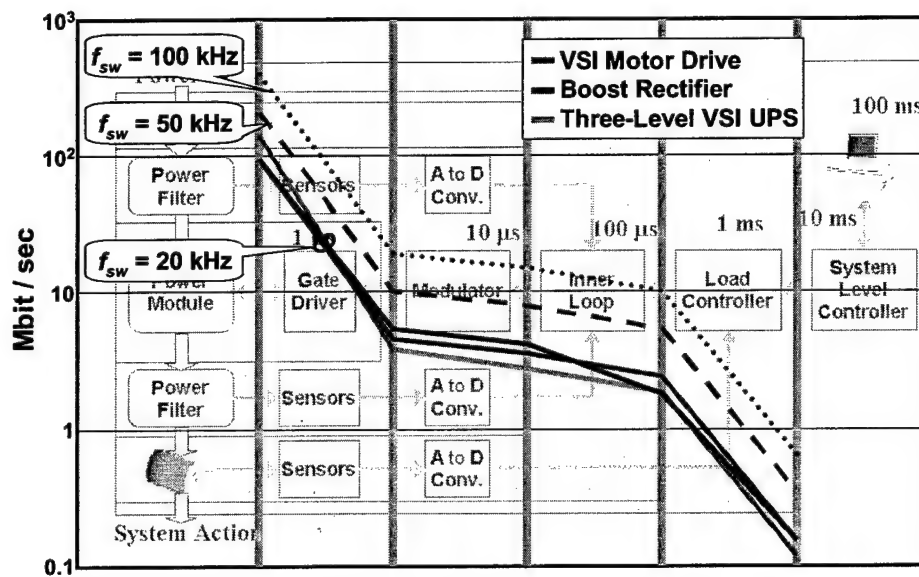 10³
10²
10
1
0.1
Mbit / sec
f_sw = 100 kHz
f_sw = 50 kHz
f_sw = 20 kHz
VSI Motor Drive
Boost Rectifier
Three-Level VSI UPS
100 ms
Power
Filter
Sensors
A to D
Conv.
10 µs
100 µs
1 ms
10 ms
Power
Module
Gate
Driver
Modulator
Inner
Loop
Load
Controller
System
Level
Controller
Power
Filter
Sensors
A to D
Conv.
Sensors
A to D
Conv.
System Action